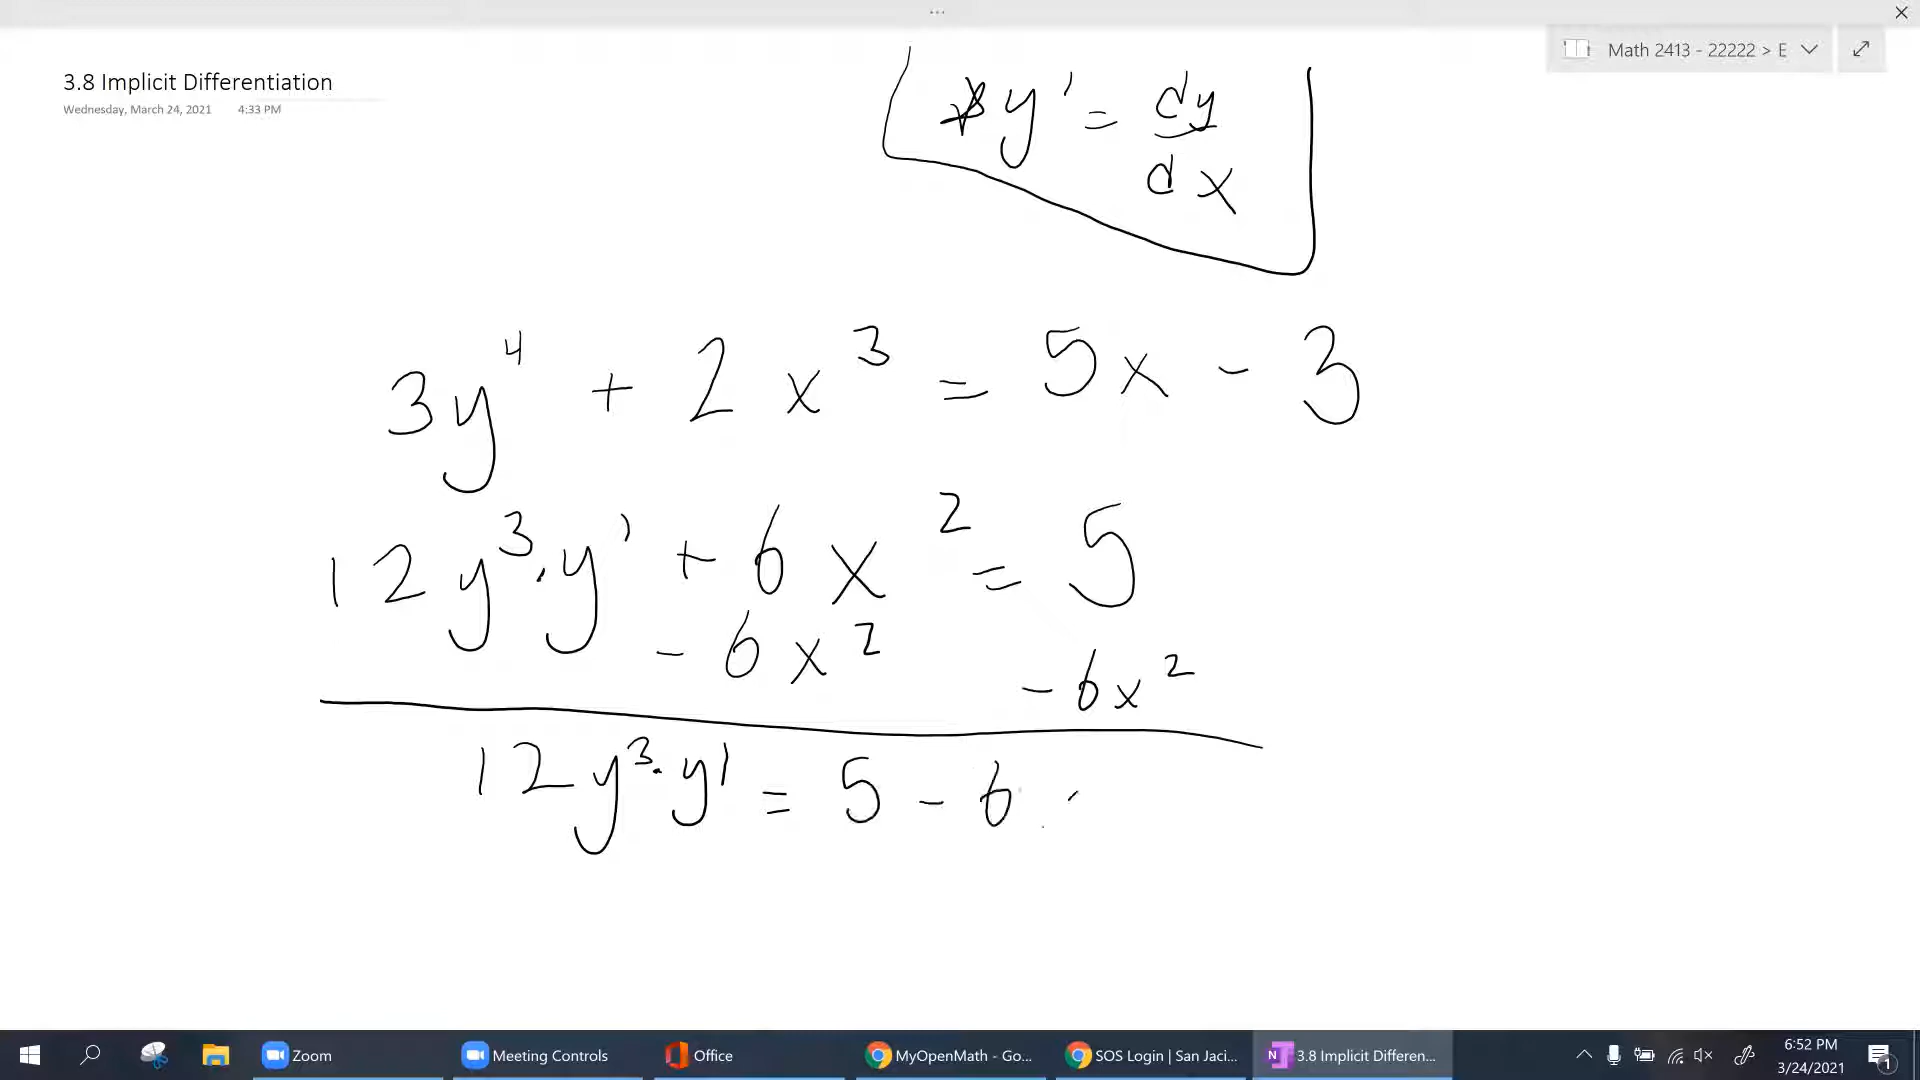 ...
Math 2413 - 22222 > E
3.8 Implicit Differentiation
Wednesday, March 24, 2021 4:33 PM
* y' = dy/dx
3y⁴ + 2x³ = 5x - 3
12y³·y' + 6x² = 5
- 6x² - 6x²
12y³·y' = 5 - 6
Zoom
Meeting Controls
Office
MyOpenMath - Go...
SOS Login | San Jaci...
3.8 Implicit Differen...
6:52 PM
3/24/2021
1